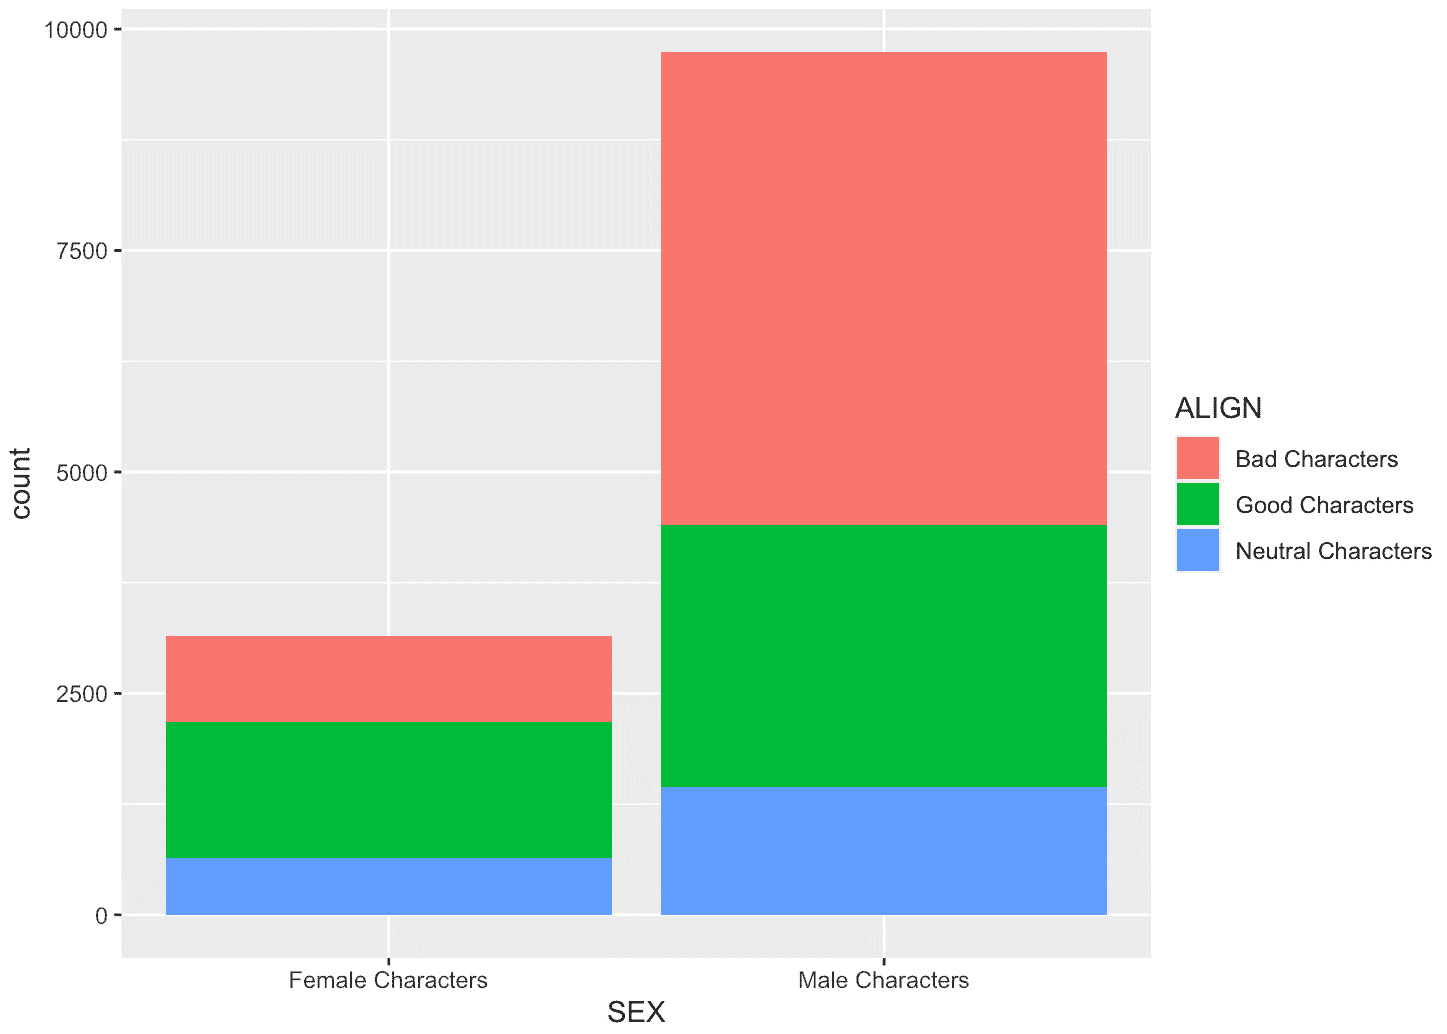 10000
7500
5000
2500
0
count
Female Characters
Male Characters
SEX
ALIGN
Bad Characters
Good Characters
Neutral Characters